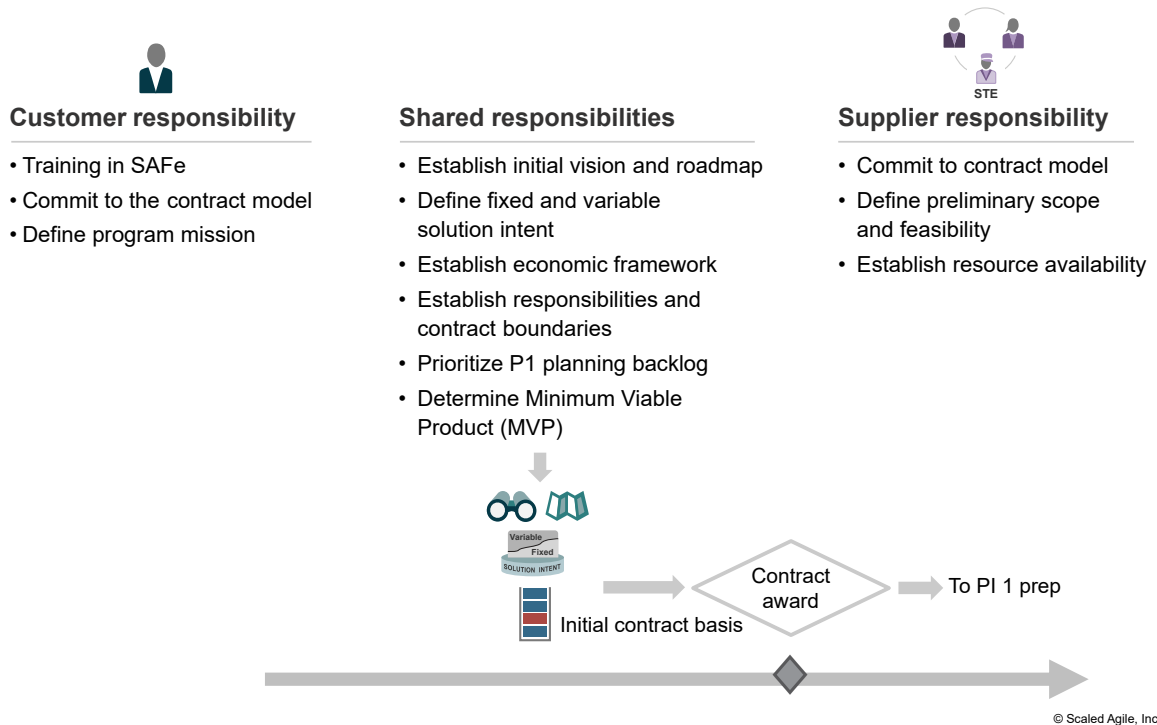 STE
Customer responsibility
• Training in SAFe
• Commit to the contract model
• Define program mission
Shared responsibilities
• Establish initial vision and roadmap
• Define fixed and variable
solution intent
• Establish economic framework
• Establish responsibilities and
contract boundaries
• Prioritize P1 planning backlog
• Determine Minimum Viable
Product (MVP)
Supplier responsibility
• Commit to contract model
• Define preliminary scope
and feasibility
• Establish resource availability
Variable
Fixed
SOLUTION INTENT
Initial contract basis
Contract
award
To PI 1 prep
© Scaled Agile, Inc